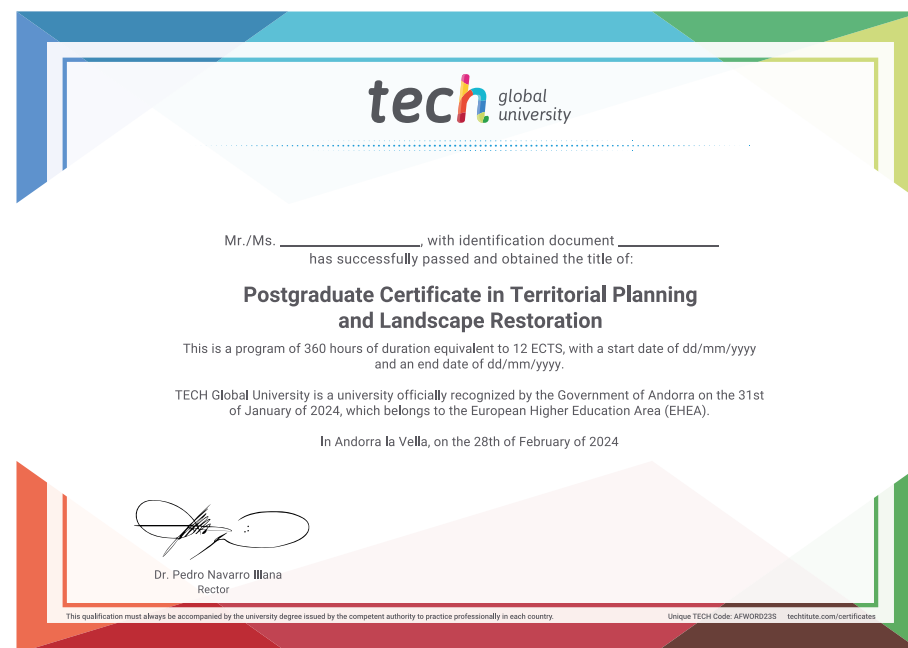 tech global
university
Mr./Ms. ____________, with identification document ____________
has successfully passed and obtained the title of:
Postgraduate Certificate in Territorial Planning
and Landscape Restoration
This is a program of 360 hours of duration equivalent to 12 ECTS, with a start date of dd/mm/yyyy
and an end date of dd/mm/yyyy.
TECH Global University is a university officially recognized by the Government of Andorra on the 31st
of January of 2024, which belongs to the European Higher Education Area (EHEA).
In Andorra la Vella, on the 28th of February of 2024
Dr. Pedro Navarro Illana
Rector
This qualification must always be accompanied by the university degree issued by the competent authority to practice professionally in each country.
Unique TECH Code: AFWORD23S techtitute.com/certificates